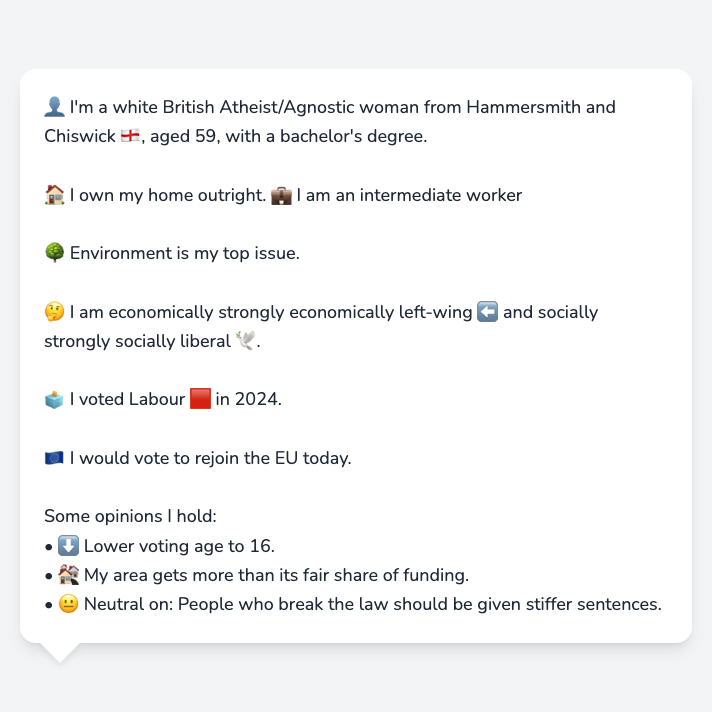 👤 I'm a white British Atheist/Agnostic woman from Hammersmith and
Chiswick 🏴󠁧󠁢󠁥󠁮󠁧󠁿, aged 59, with a bachelor's degree.
🏠 I own my home outright. 💼 I am an intermediate worker
🌳 Environment is my top issue.
🤔 I am economically strongly economically left-wing ⬅️ and socially
strongly socially liberal 🕊️.
🗳️ I voted Labour 🟥 in 2024.
🇪🇺 I would vote to rejoin the EU today.
Some opinions I hold:
• ⬇️ Lower voting age to 16.
• 🏘️ My area gets more than its fair share of funding.
• 😐 Neutral on: People who break the law should be given stiffer sentences.